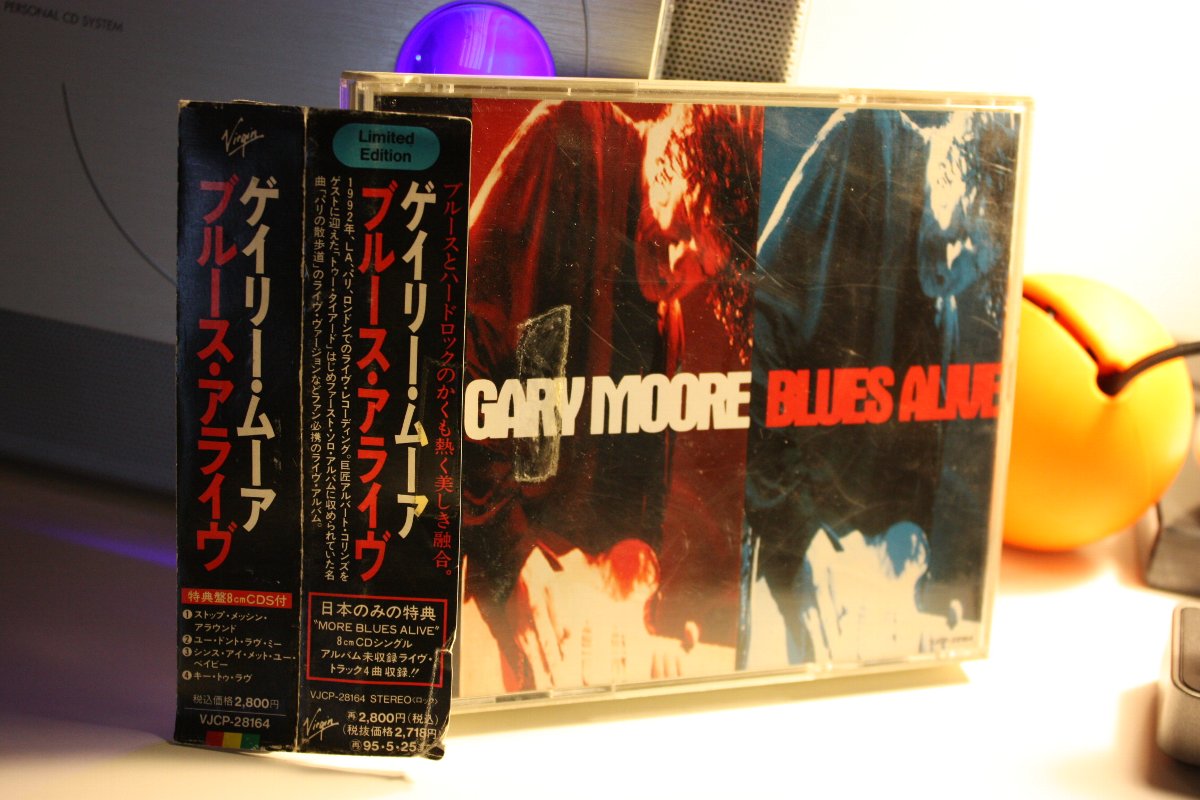 PERSONAL CD SYSTEM
Virgin
ゲイリー・ムーア
ブルース・アライヴ
特典盤8cmCDS付
❶ストップ・メッシン・
アラウンド
❷ユー・ドント・ラヴ・ミー
❸シンス・アイ・メット・ユー・
ベイビー
❹キー・トゥ・ラヴ
税込価格2,800円
VJCP-28164
Limited
Edition
ブルースとハードロックのかくも熱く美しき融合。
ゲイリー・ムーア
ブルース・アライヴ
1992年、LA、パリ、ロンドンでのライヴ・レコーディング。巨匠アルバート・コリンズを
ゲストに迎えた「トゥー・タイアード」はじめファースト・ソロ・アルバムに収められていた名
曲「パリの散歩道」のライヴ・ヴァージョンなどファン必携のライヴ・アルバム。
日本のみの特典
"MORE BLUES ALIVE"
8cmCDシングル
アルバム未収録ライヴ・
トラック4曲収録!!
VJCP-28164 STEREO〈ロック〉
Virgin
再2,800円(税込)
(税抜価格2,718円)
再95・5・25
GARY MOORE BLUES ALIVE